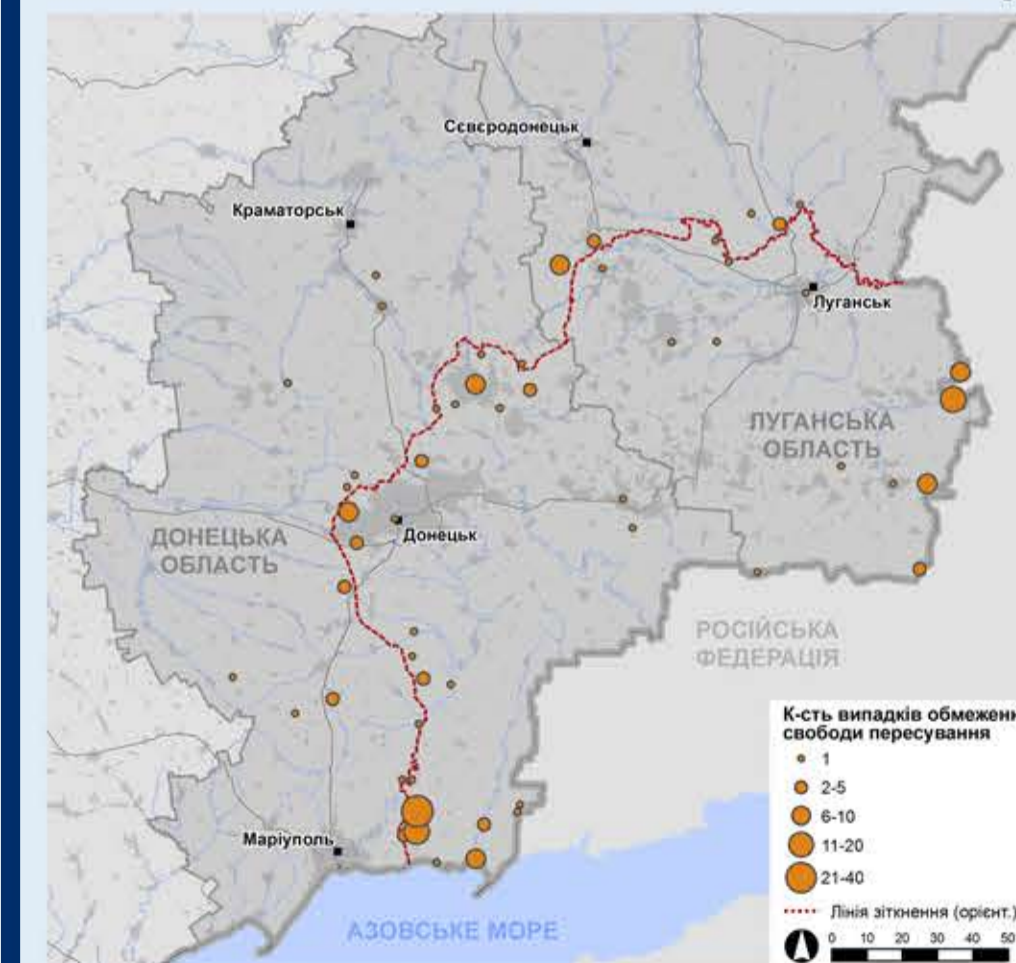 Сєвєродонецьк
Краматорськ
Луганськ
ЛУГАНСЬКА
ОБЛАСТЬ
ДОНЕЦЬКА
ОБЛАСТЬ
Донецьк
РОСІЙСЬКА
ФЕДЕРАЦІЯ
К-сть випадків обмеженн
свободи пересування
1
2-5
6-10
11-20
21-40
Маріуполь
Лінія зіткнення (орієнт.)
АЗОВСЬКЕ МОРЕ
0 10 20 30 40 50